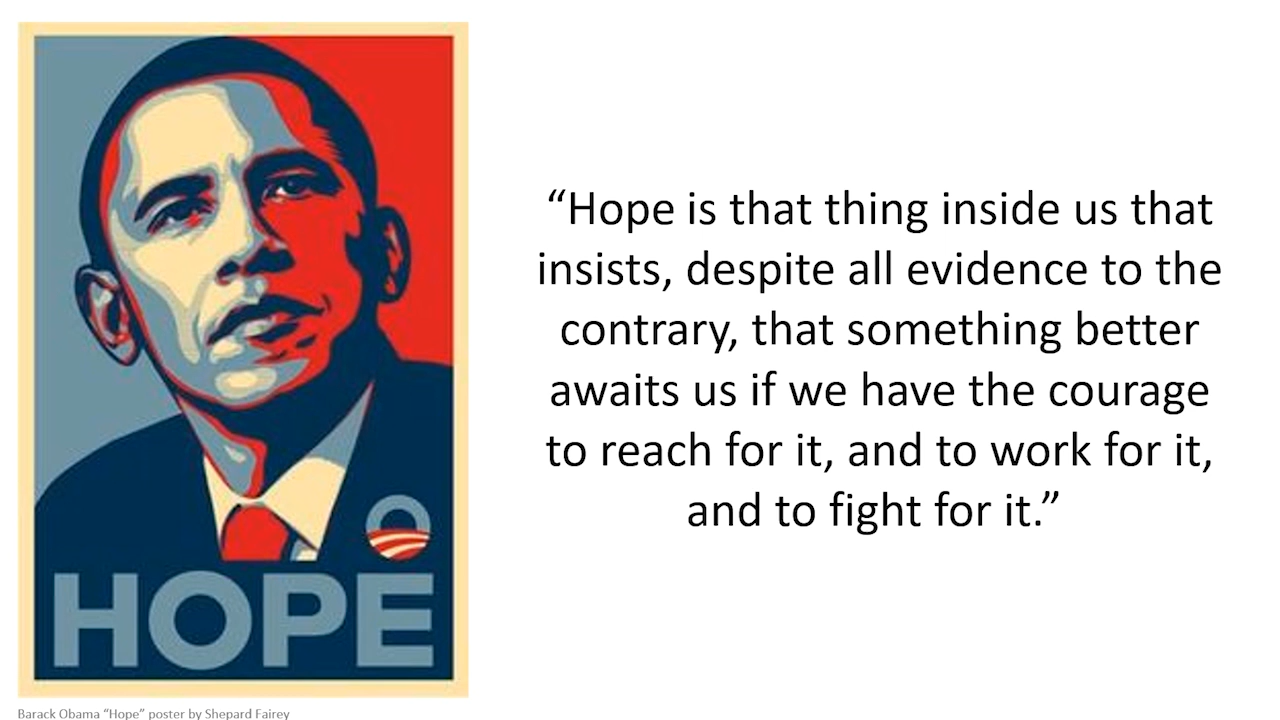 HOPE
Barack Obama “Hope” poster by Shepard Fairey
“Hope is that thing inside us that
insists, despite all evidence to the
contrary, that something better
awaits us if we have the courage
to reach for it, and to work for it,
and to fight for it.”